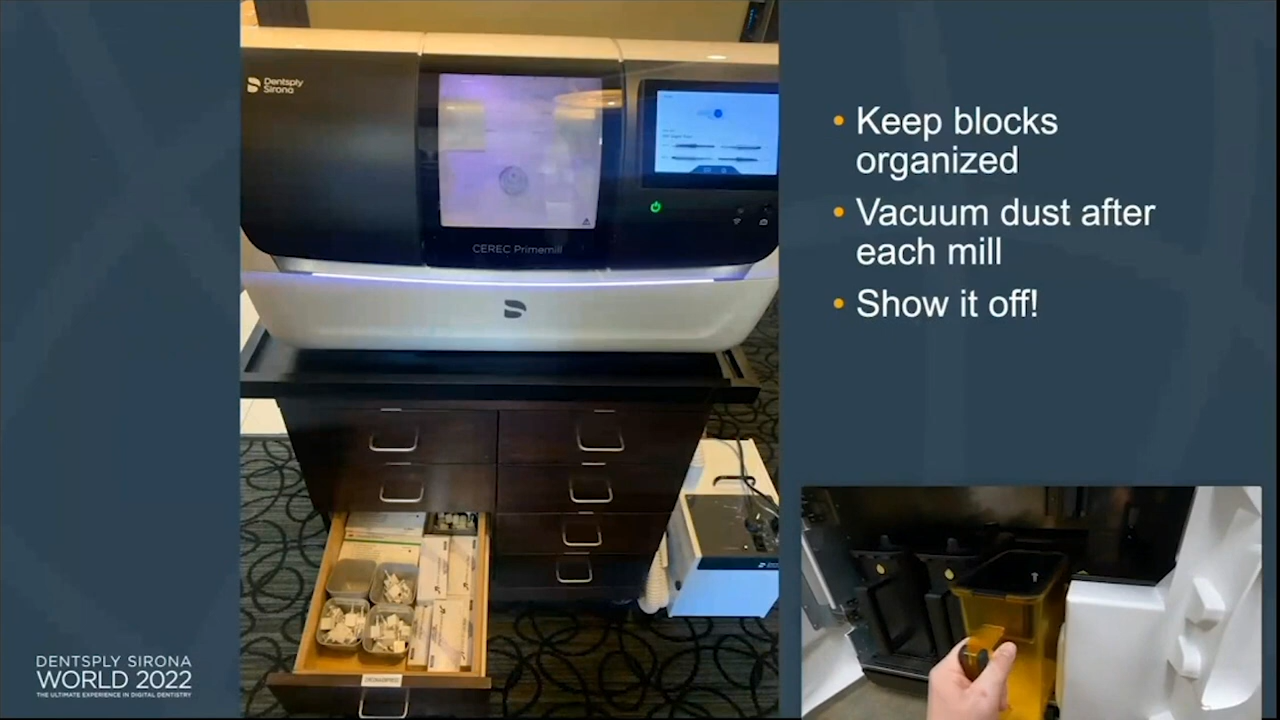 Dentsply
Sirona
CEREC Primemill
• Keep blocks
organized
• Vacuum dust after
each mill
• Show it off!
DENTSPLY SIRONA
WORLD 2022
THE ULTIMATE EXPERIENCE IN DIGITAL DENTISTRY